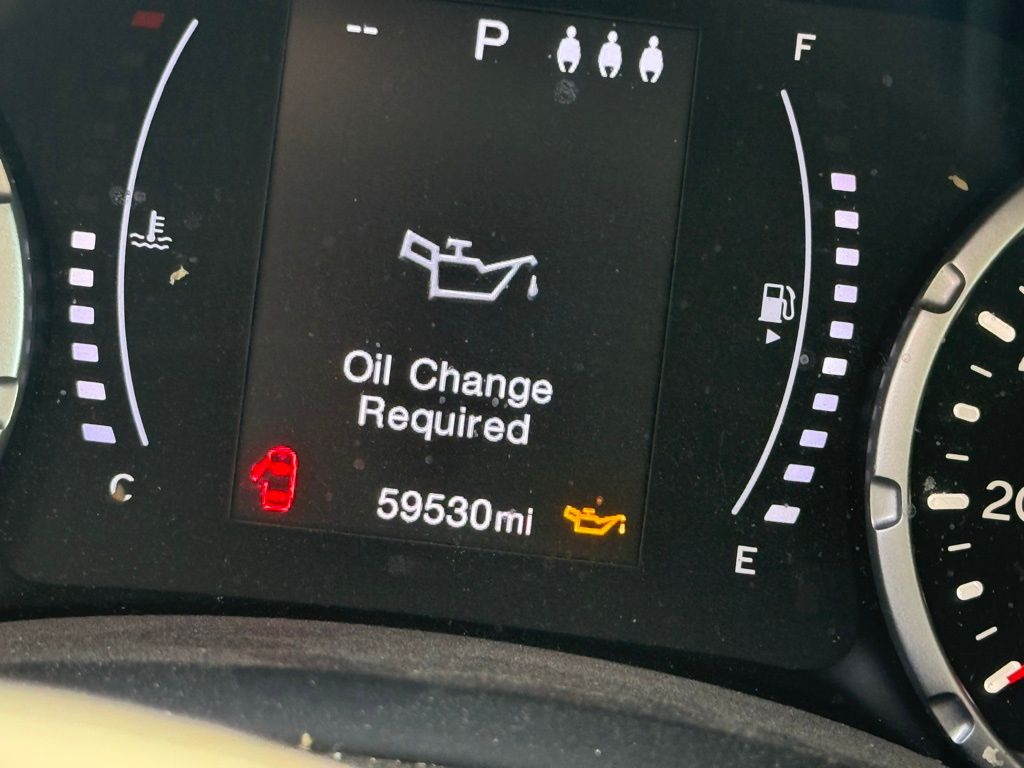 -- P
F
Oil Change
Required
C
59530mi
E
20